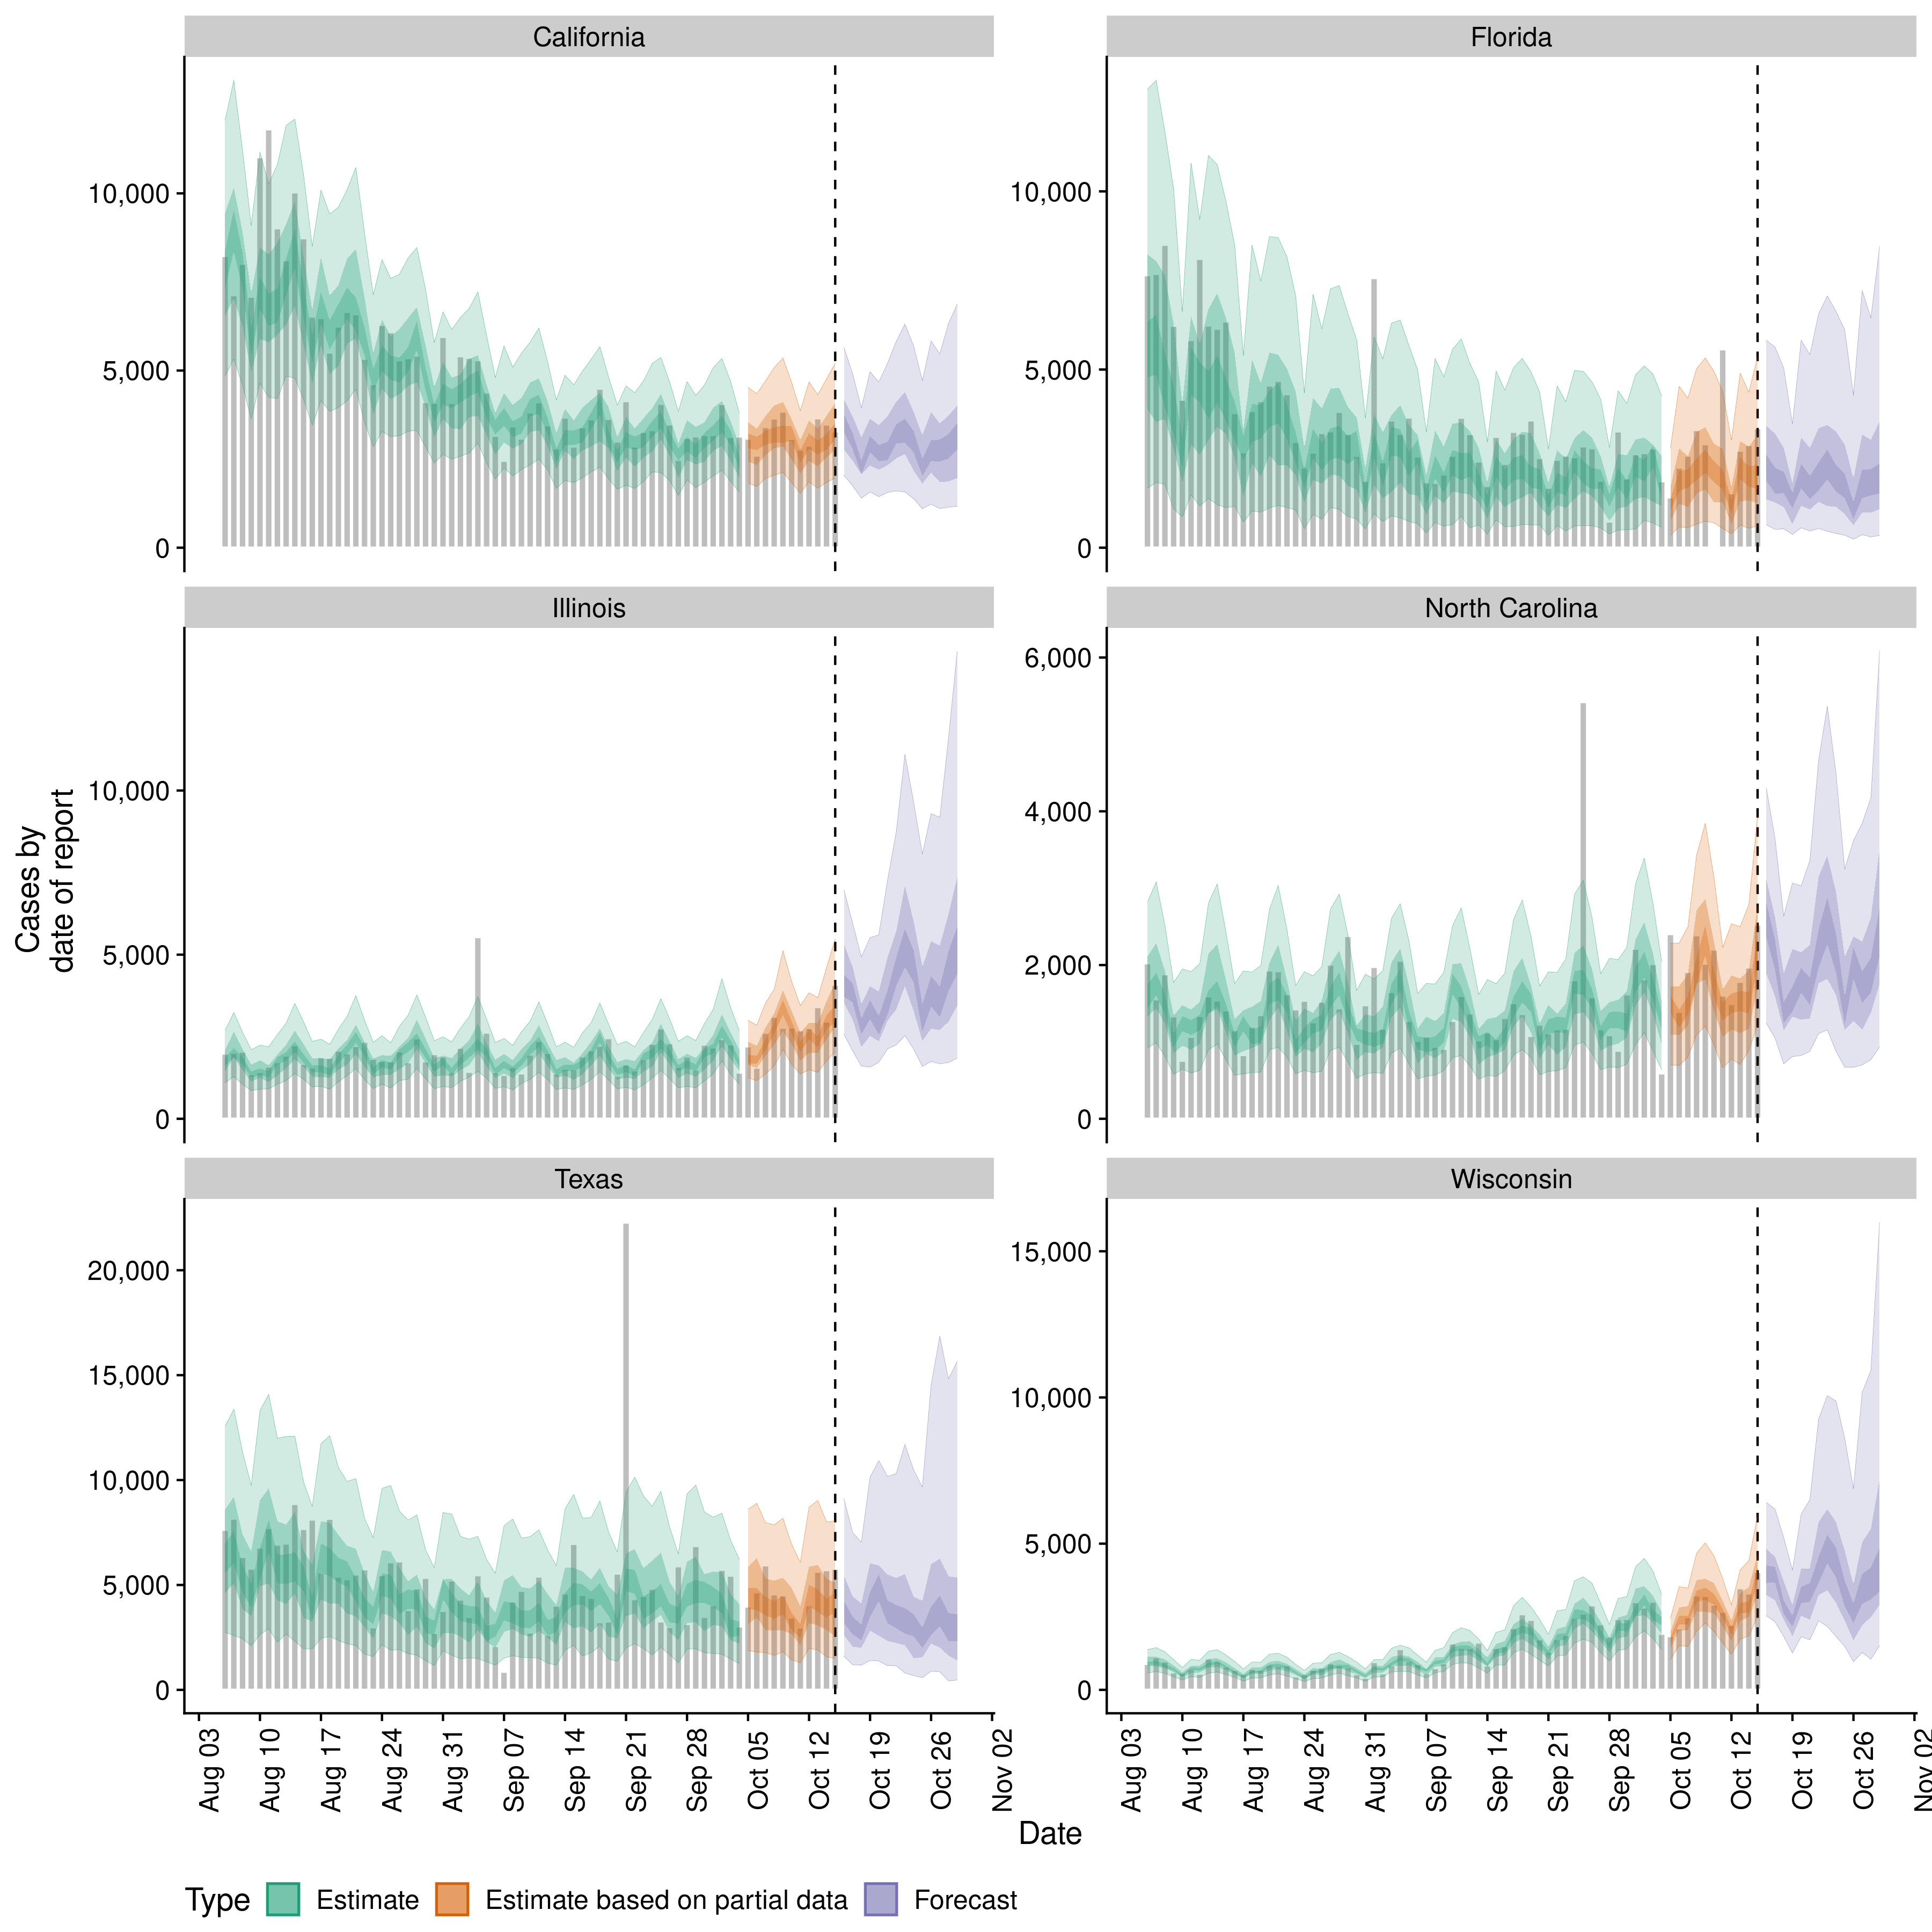 California
Florida
10,000
5,000
0
10,000
5,000
0
Illinois
North Carolina
10,000
5,000
0
6,000
4,000
2,000
0
Cases by
date of report
Texas
Wisconsin
20,000
15,000
10,000
5,000
0
15,000
10,000
5,000
0
Aug 03
Aug 10
Aug 17
Aug 24
Aug 31
Sep 07
Sep 14
Sep 21
Sep 28
Oct 05
Oct 12
Oct 19
Oct 26
Nov 02
Aug 03
Aug 10
Aug 17
Aug 24
Aug 31
Sep 07
Sep 14
Sep 21
Sep 28
Oct 05
Oct 12
Oct 19
Oct 26
Nov 02
Date
Type
Estimate
Estimate based on partial data
Forecast